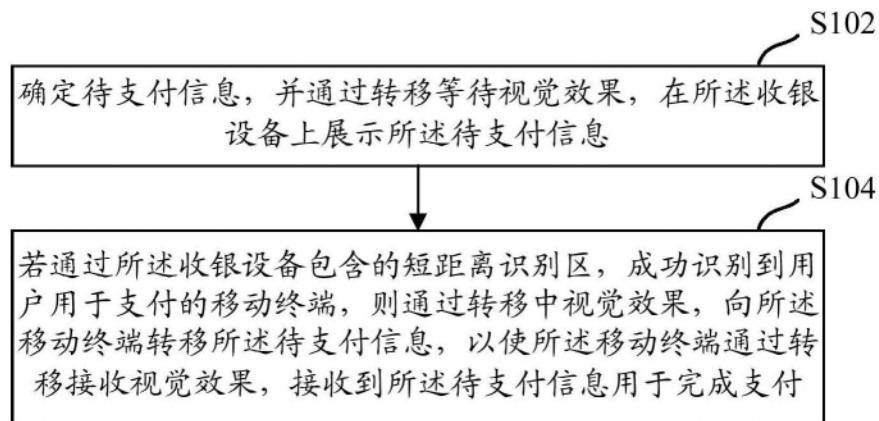 S102
确定待支付信息，并通过转移等待视觉效果，在所述收银
设备上展示所述待支付信息
S104
若通过所述收银设备包含的短距离识别区，成功识别到用
户用于支付的移动终端，则通过转移中视觉效果，向所述
移动终端转移所述待支付信息，以使所述移动终端通过转
移接收视觉效果，接收到所述待支付信息用于完成支付